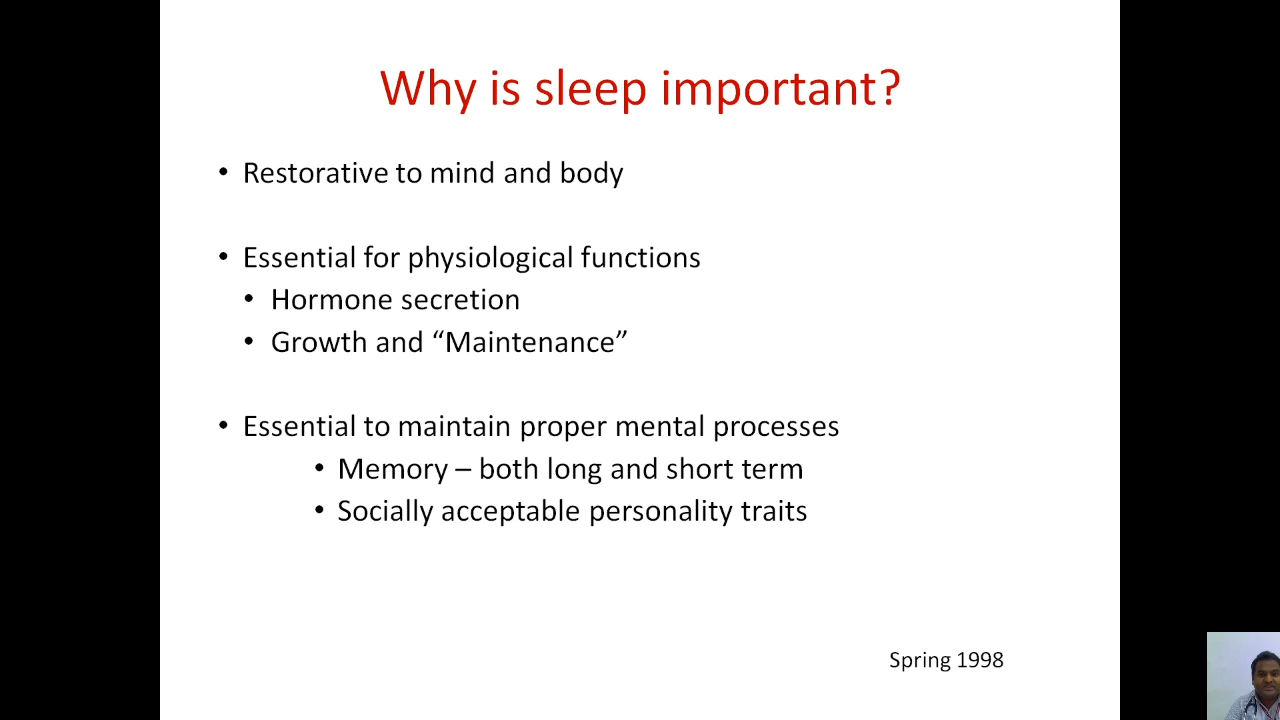 Why is sleep important?
• Restorative to mind and body
• Essential for physiological functions
• Hormone secretion
• Growth and “Maintenance”
• Essential to maintain proper mental processes
• Memory – both long and short term
• Socially acceptable personality traits
Spring 1998